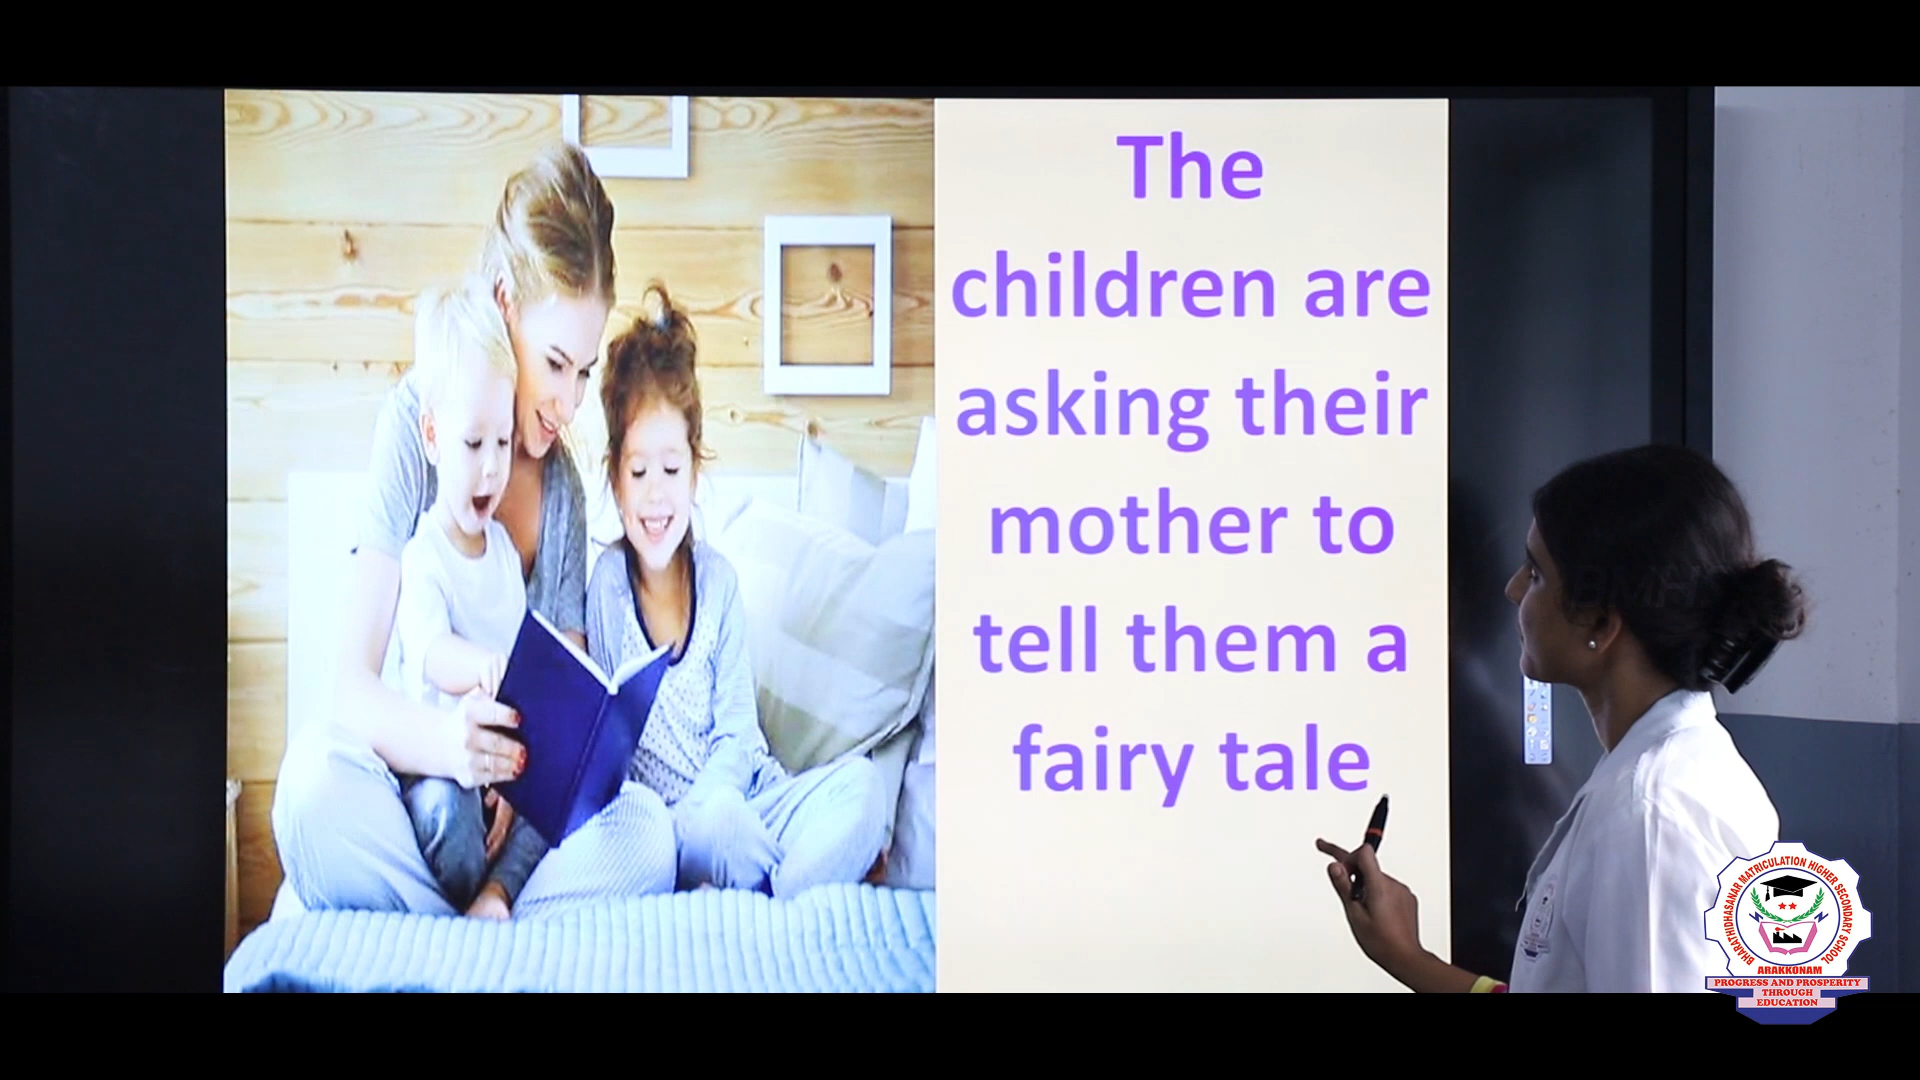 The
children are
asking their
mother to
tell them a
fairy tale
BHARATHIDHASANAR MATRICULATION HIGHER SECONDARY SCHOOL
ARAKKONAM
PROGRESS AND PROSPERITY
THROUGH
EDUCATION